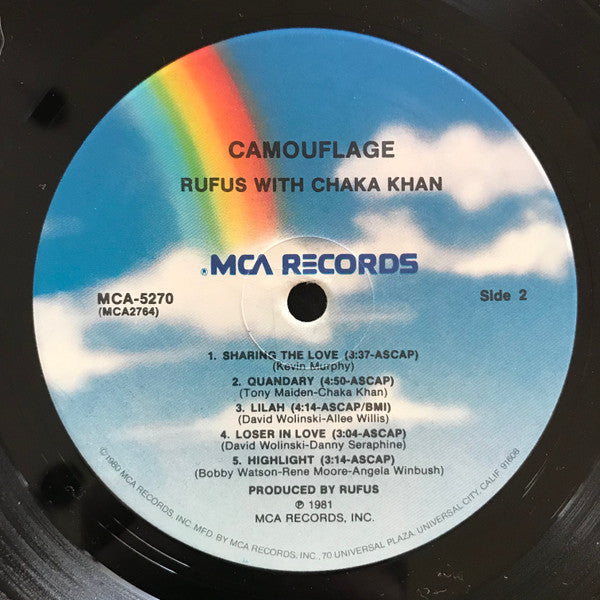 CAMOUFLAGE
RUFUS WITH CHAKA KHAN
®MCA RECORDS
MCA-5270
(MCA2764)
Side 2
1. SHARING THE LOVE (3:37-ASCAP)
(Kevin Murphy)
2. QUANDARY (4:50-ASCAP)
(Tony Maiden-Chaka Khan)
3. LILAH (4:14-ASCAP/BMI)
(David Wolinski-Allee Willis)
4. LOSER IN LOVE (3:04-ASCAP)
(David Wolinski-Danny Seraphine)
5. HIGHLIGHT (3:14-ASCAP)
(Bobby Watson-Rene Moore-Angela Winbush)
PRODUCED BY RUFUS
℗ 1981
MCA RECORDS, INC.
©1980 MCA RECORDS, INC. MFD. BY MCA RECORDS, INC., 70 UNIVERSAL PLAZA, UNIVERSAL CITY, CALIF. 91608